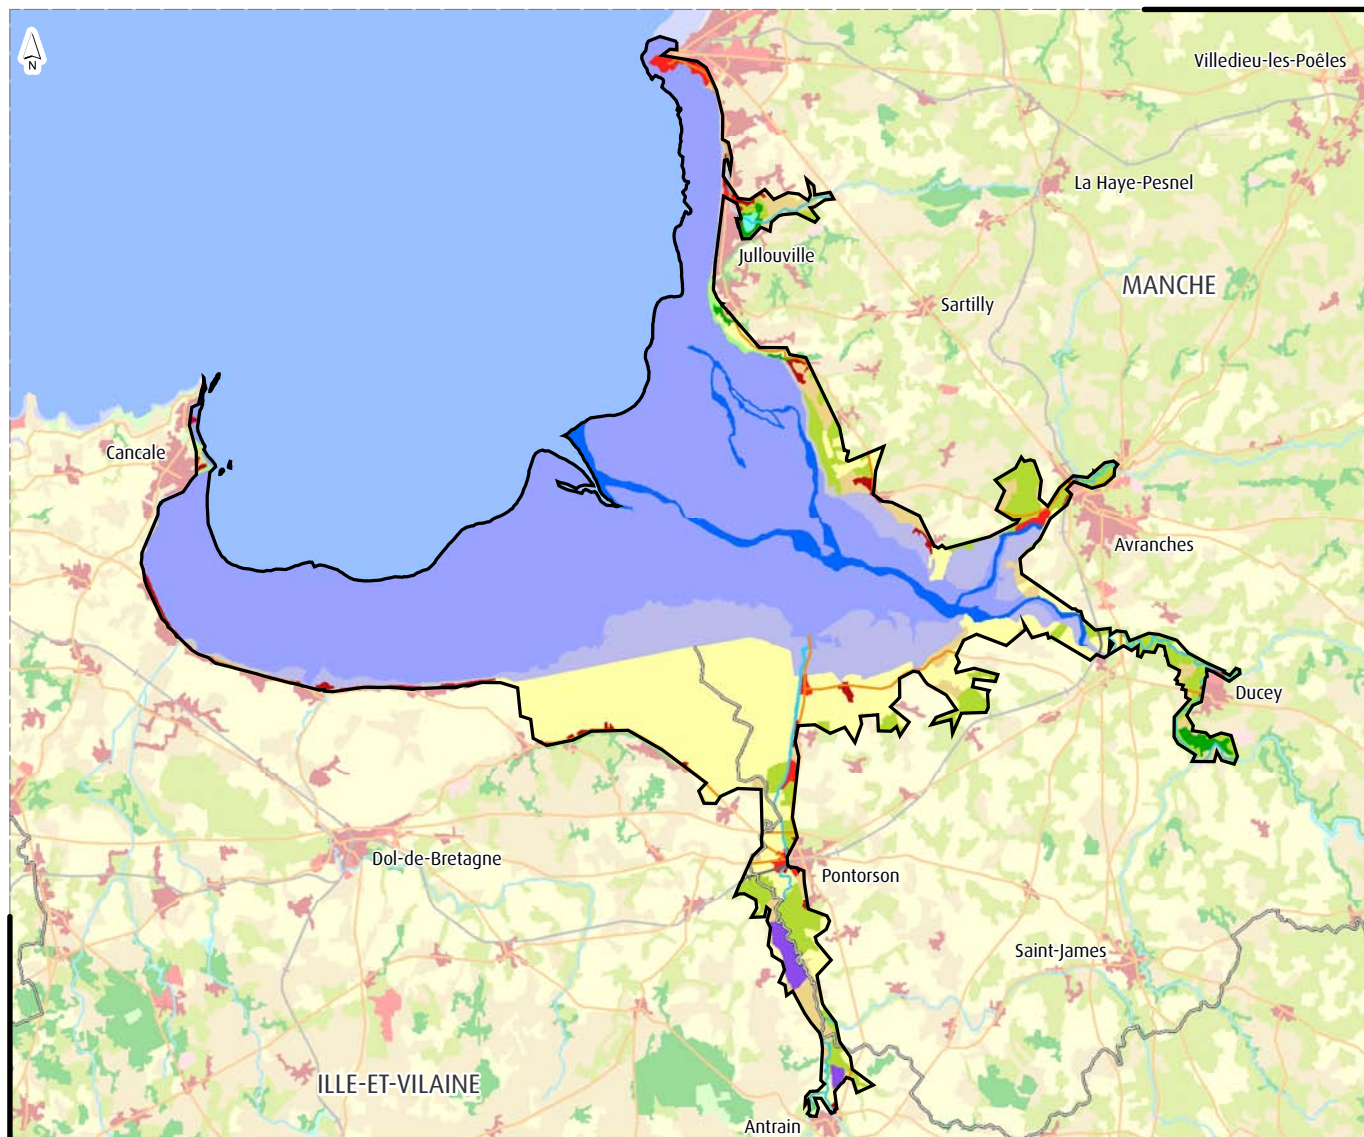 N
Villedieu-les-Poêles
La Haye-Pesnel
Jullouville
MANCHE
Sartilly
Cancale
Avranches
Ducey
Dol-de-Bretagne
Pontorson
Saint-James
ILLE-ET-VILAINE
Antrain